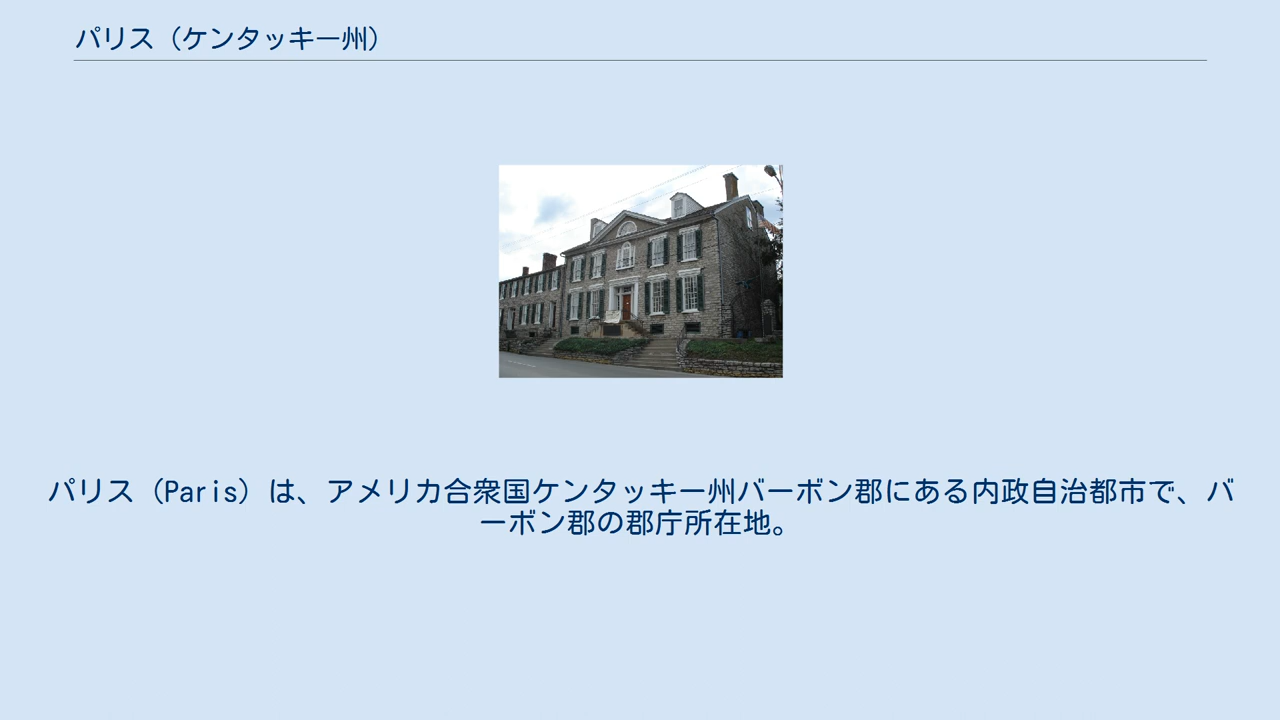 パリス（ケンタッキー州）
パリス（Paris）は、アメリカ合衆国ケンタッキー州バーボン郡にある内政自治都市で、バ
ーボン郡の郡庁所在地。